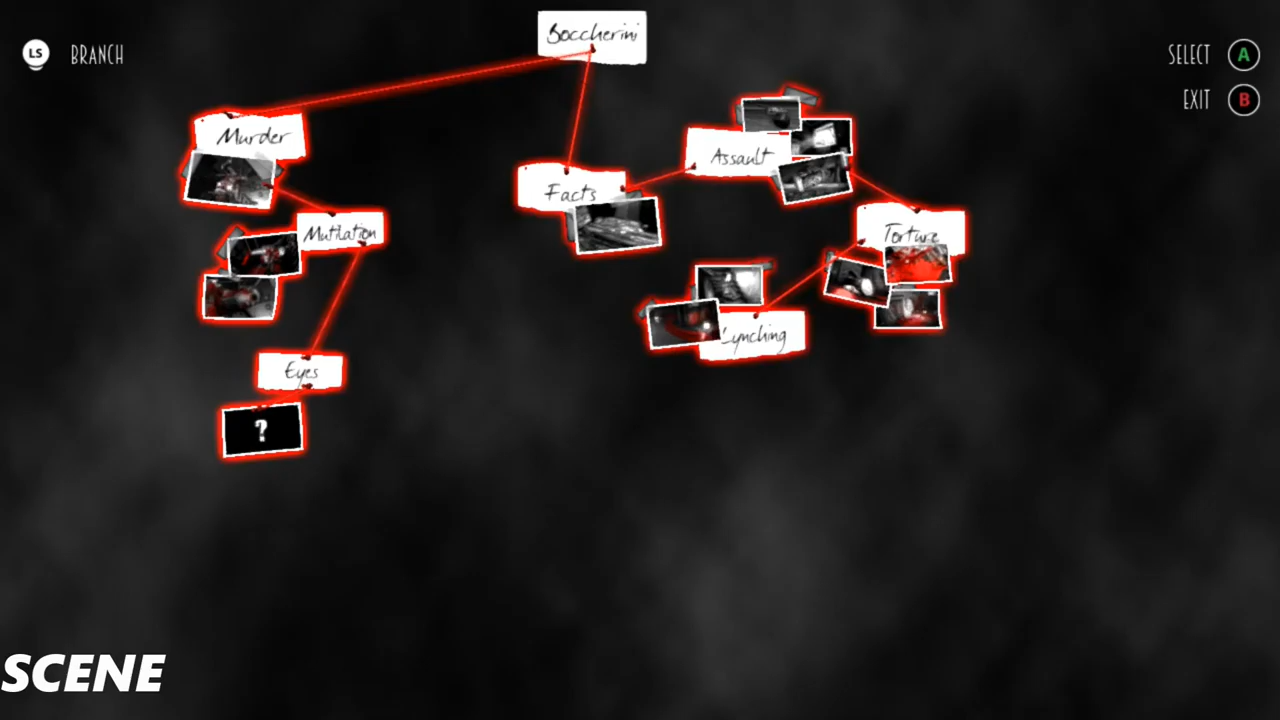 Boccherini
LS BRANCH
SELECT A
EXIT B
Murder
Assault
Facts
Mutilation
Torture
Lynching
Eyes
?
SCENE